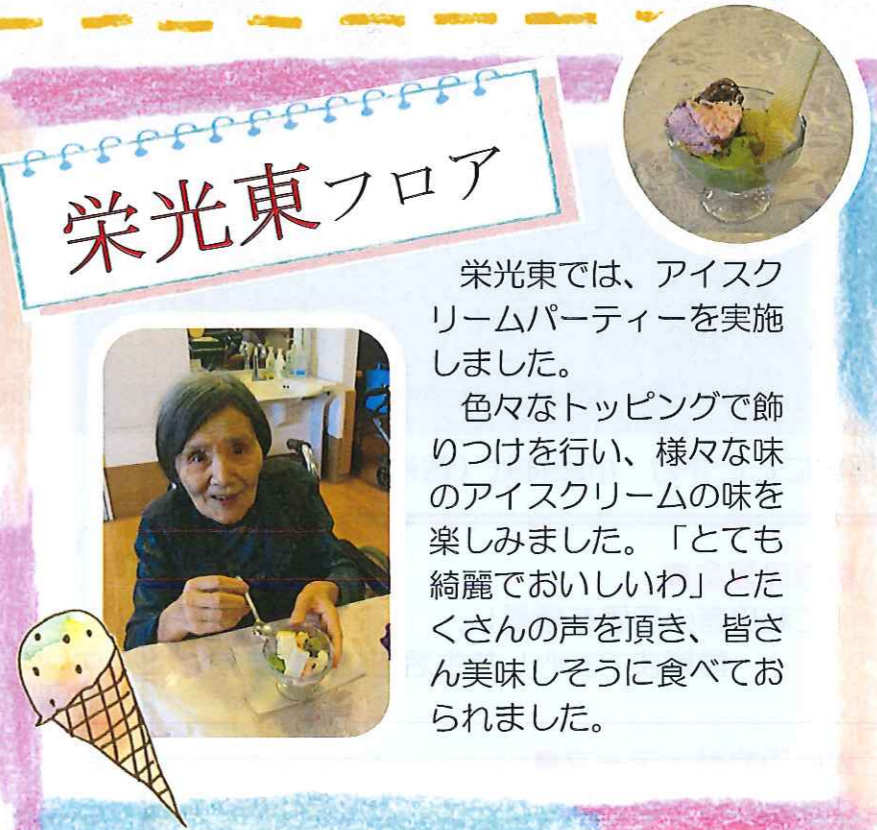 栄光東フロア
　栄光東では、アイスク
リームパーティーを実施
しました。
　色々なトッピングで飾
りつけを行い、様々な味
のアイスクリームの味を
楽しみました。「とても
綺麗でおいしいわ」とた
くさんの声を頂き、皆さ
ん美味しそうに食べてお
られました。